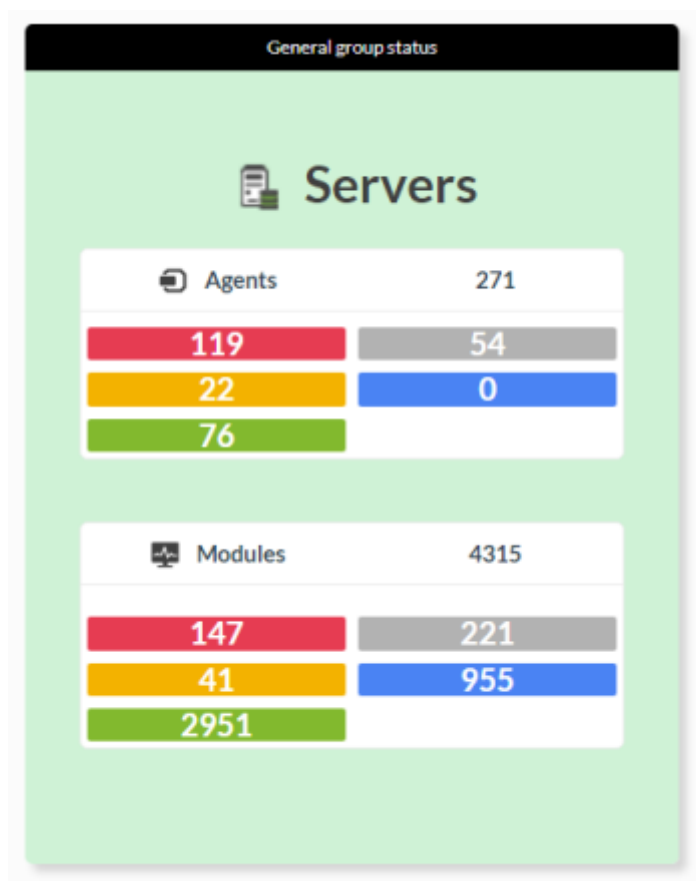 General group status
Servers
Agents 271
119 54
22 0
76
Modules 4315
147 221
41 955
2951